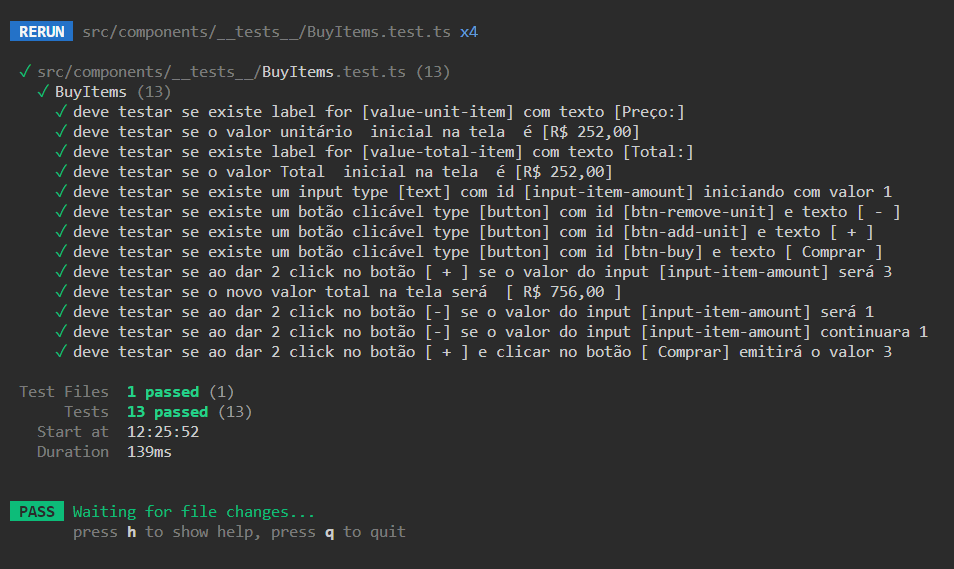 RERUN src/components/__tests__/BuyItems.test.ts x4
✓ src/components/__tests__/BuyItems.test.ts (13)
✓ BuyItems (13)
✓ deve testar se existe label for [value-unit-item] com texto [Preço:]
✓ deve testar se o valor unitário  inicial na tela  é [R$ 252,00]
✓ deve testar se existe label for [value-total-item] com texto [Total:]
✓ deve testar se o valor Total  inicial na tela  é [R$ 252,00]
✓ deve testar se existe um input type [text] com id [input-item-amount] iniciando com valor 1
✓ deve testar se existe um botão clicável type [button] com id [btn-remove-unit] e texto [ - ]
✓ deve testar se existe um botão clicável type [button] com id [btn-add-unit] e texto [ + ]
✓ deve testar se existe um botão clicável type [button] com id [btn-buy] e texto [ Comprar ]
✓ deve testar se ao dar 2 click no botão [ + ] se o valor do input [input-item-amount] será 3
✓ deve testar se o novo valor total na tela será  [ R$ 756,00 ]
✓ deve testar se ao dar 2 click no botão [-] se o valor do input [input-item-amount] será 1
✓ deve testar se ao dar 2 click no botão [-] se o valor do input [input-item-amount] continuara 1
✓ deve testar se ao dar 2 click no botão [ + ] e clicar no botão [ Comprar] emitirá o valor 3
Test Files  1 passed (1)
Tests  13 passed (13)
Start at  12:25:52
Duration  139ms
PASS Waiting for file changes...
press h to show help, press q to quit